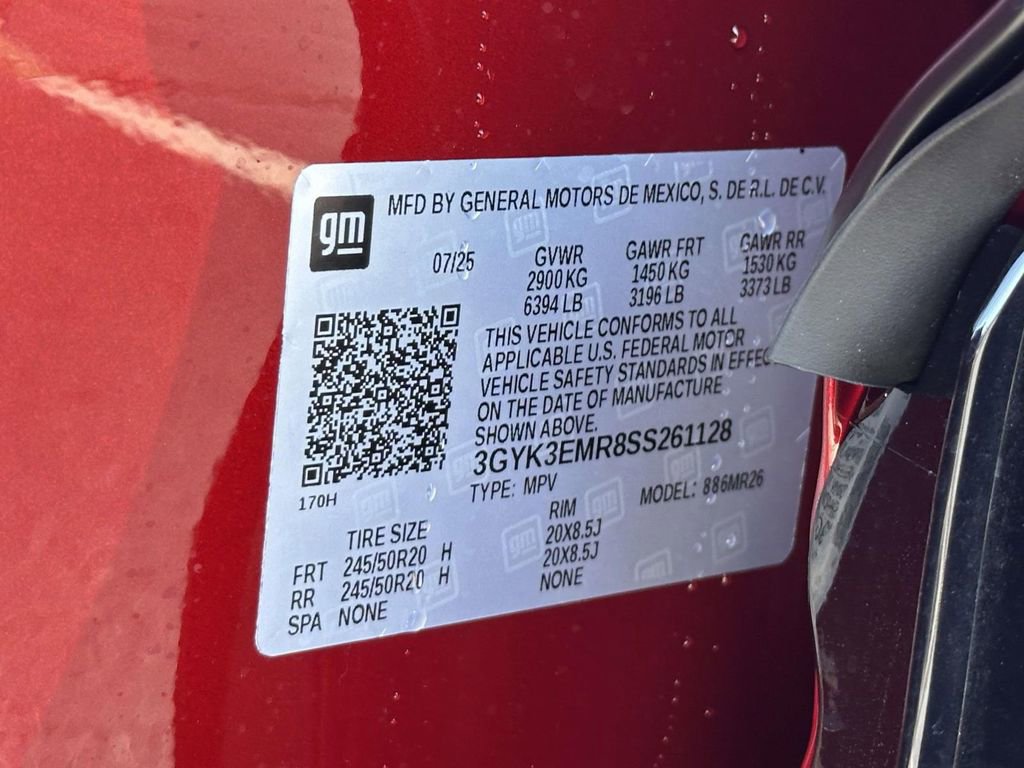 gm
MFD BY GENERAL MOTORS DE MEXICO, S. DE R.L. DE C.V.
07/25 GVWR GAWR FRT GAWR RR
2900 KG 1450 KG 1530 KG
6394 LB 3196 LB 3373 LB
THIS VEHICLE CONFORMS TO ALL
APPLICABLE U.S. FEDERAL MOTOR
VEHICLE SAFETY STANDARDS IN EFFEC
ON THE DATE OF MANUFACTURE
SHOWN ABOVE.
3GYK3EMR8SS261128
170H
TYPE: MPV MODEL: 886MR26
TIRE SIZE RIM
FRT 245/50R20 H 20X8.5J
RR 245/50R20 H 20X8.5J
SPA NONE NONE